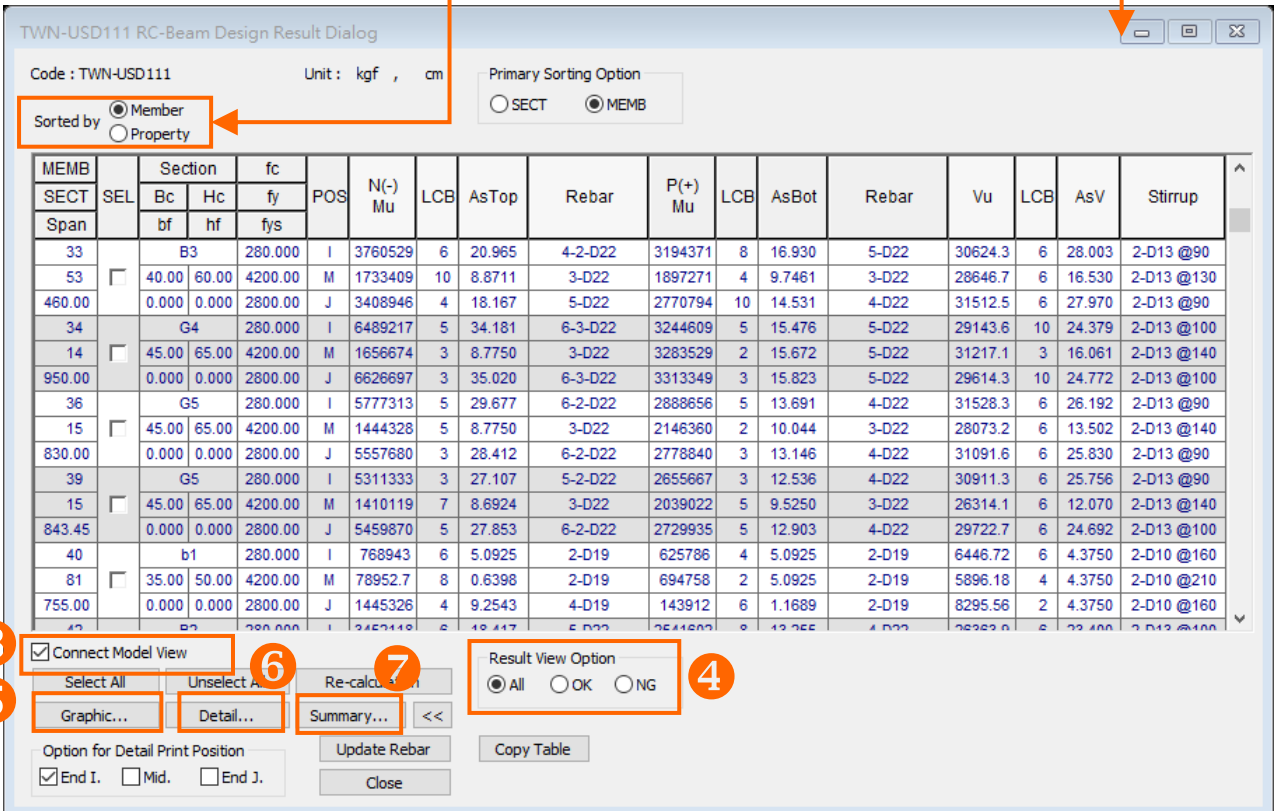 TWN-USD111 RC-Beam Design Result Dialog
Code : TWN-USD111 Unit : kgf , cm Primary Sorting Option
SECT MEMB
Sorted by Member
Property
MEMB SEL Section fc POS N(-) Mu LCB AsTop Rebar P(+) Mu LCB AsBot Rebar Vu LCB AsV Stirrup
SECT Bc Hc fy
Span bf hf fys
33 B3 280.000 I 3760529 6 20.965 4-2-D22 3194371 8 16.930 5-D22 30624.3 6 28.003 2-D13 @90
53 40.00 60.00 4200.00 M 1733409 10 8.8711 3-D22 1897271 4 9.7461 3-D22 28646.7 6 16.530 2-D13 @130
460.00 0.000 0.000 2800.00 J 3408946 4 18.167 5-D22 2770794 10 14.531 4-D22 31512.5 6 27.970 2-D13 @90
34 G4 280.000 I 6489217 5 34.181 6-3-D22 3244609 5 15.476 5-D22 29143.6 10 24.379 2-D13 @100
14 45.00 65.00 4200.00 M 1656674 3 8.7750 3-D22 3283529 2 15.672 5-D22 31217.1 3 16.061 2-D13 @140
950.00 0.000 0.000 2800.00 J 6626697 3 35.020 6-3-D22 3313349 3 15.823 5-D22 29614.3 10 24.772 2-D13 @100
36 G5 280.000 I 5777313 5 29.677 6-2-D22 2888656 5 13.691 4-D22 31528.3 6 26.192 2-D13 @90
15 45.00 65.00 4200.00 M 1444328 5 8.7750 3-D22 2146360 2 10.044 3-D22 28073.2 6 13.502 2-D13 @140
830.00 0.000 0.000 2800.00 J 5557680 3 28.412 6-2-D22 2778840 3 13.146 4-D22 31091.6 6 25.830 2-D13 @90
39 G5 280.000 I 5311333 3 27.107 5-2-D22 2655667 3 12.536 4-D22 30911.3 6 25.756 2-D13 @90
15 45.00 65.00 4200.00 M 1410119 7 8.6924 3-D22 2039022 5 9.5250 3-D22 26314.1 6 12.070 2-D13 @140
843.45 0.000 0.000 2800.00 J 5459870 5 27.853 6-2-D22 2729935 5 12.903 4-D22 29722.7 6 24.692 2-D13 @100
40 b1 280.000 I 768943 6 5.0925 2-D19 625786 4 5.0925 2-D19 6446.72 6 4.3750 2-D10 @160
81 35.00 50.00 4200.00 M 78952.7 8 0.6398 2-D19 694758 2 5.0925 2-D19 5896.18 4 4.3750 2-D10 @210
755.00 0.000 0.000 2800.00 J 1445326 4 9.2543 4-D19 143912 6 1.1689 2-D19 8295.56 2 4.3750 2-D10 @160
Connect Model View
Select All Unselect Re-calculation
6 7
Result View Option
All OK NG 4
Graphic... Detail... Summary... <<
Option for Detail Print Position Update Rebar Copy Table
End I. Mid. End J. Close